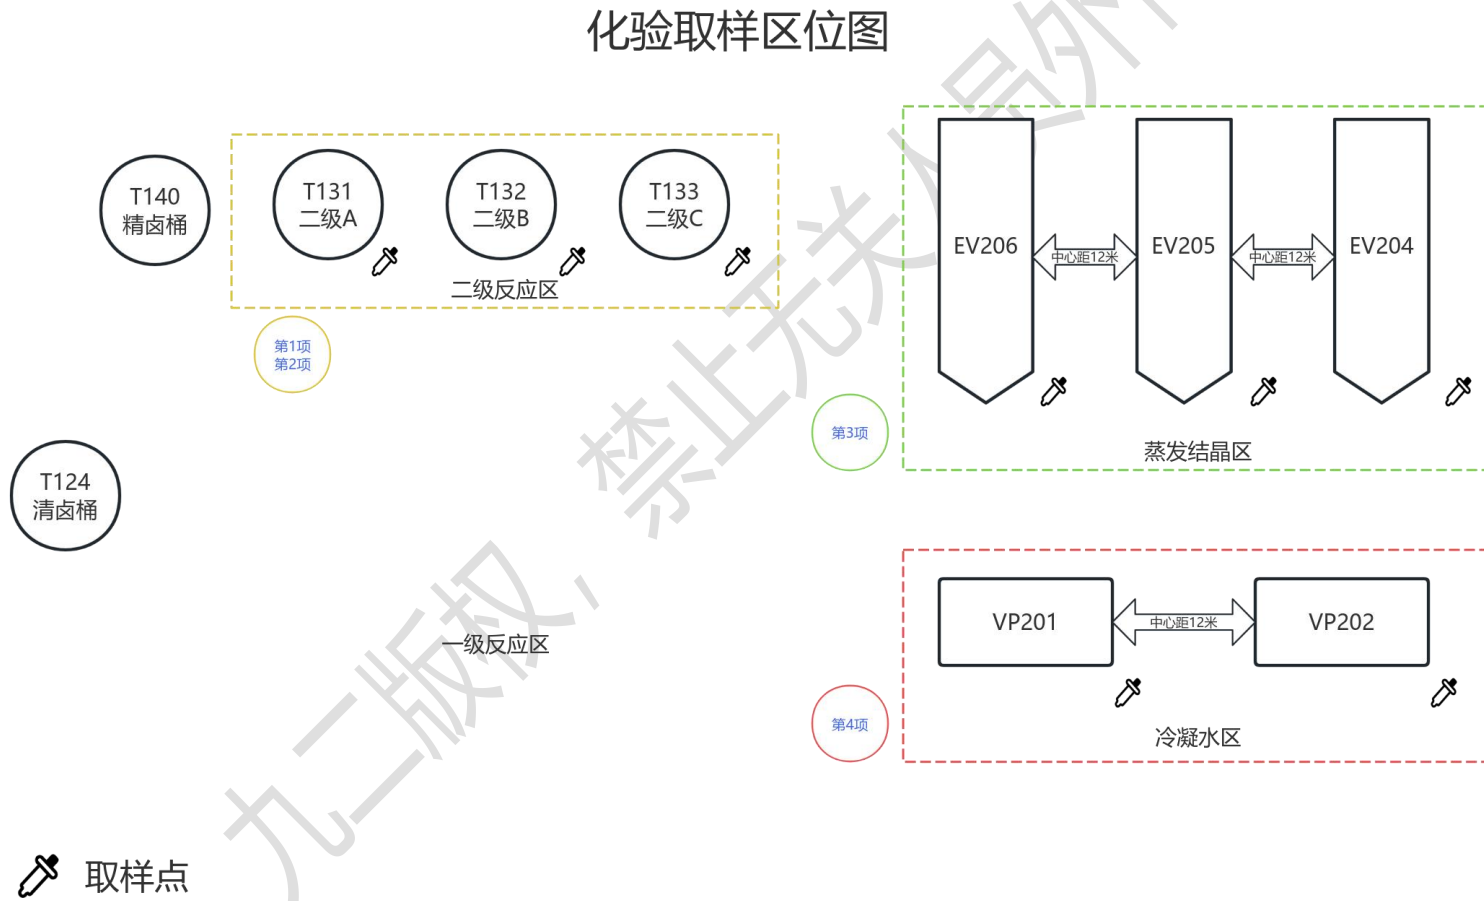 化验取样区位图
T140
精卤桶
T131
二级A
T132
二级B
T133
二级C
二级反应区
第1项
第2项
EV206
中心距12米
EV205
中心距12米
EV204
蒸发结晶区
第3项
T124
清卤桶
一级反应区
VP201
中心距12米
VP202
冷凝水区
第4项
取样点
九二版权，禁止无关人员外